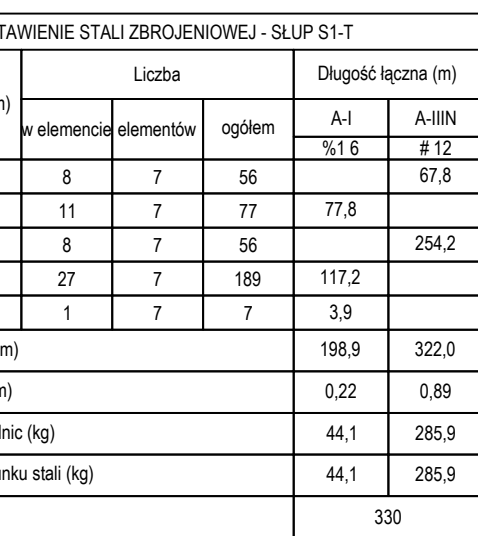 TAWIENIE STALI ZBROJENIOWEJ - SŁUP S1-T
Liczba Długość łączna (m)
m)
w elemencie elementów ogółem A-I A-IIIN
%1 6 # 12
8 7 56 67,8
11 7 77 77,8
8 7 56 254,2
27 7 189 117,2
1 7 7 3,9
m) 198,9 322,0
m) 0,22 0,89
dnic (kg) 44,1 285,9
unku stali (kg) 44,1 285,9
330